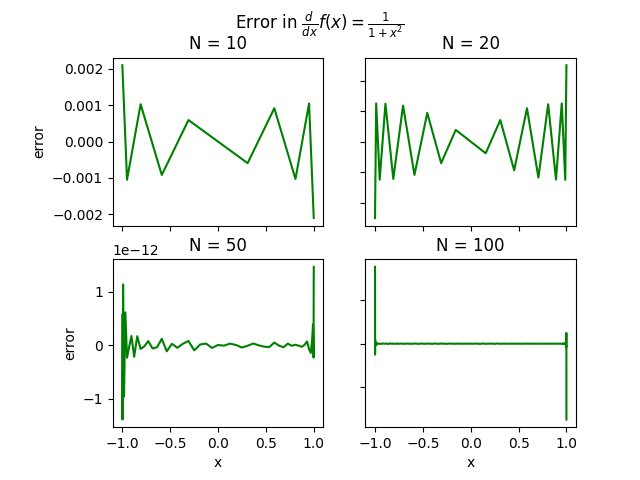 Error in $\frac{d}{dx}f(x) = \frac{1}{1+x^2}$
N = 10
N = 20
0.002
0.001
0.000
−0.001
−0.002
error
N = 50
N = 100
1e−12
1
0
−1
error
−1.0 −0.5 0.0 0.5 1.0
−1.0 −0.5 0.0 0.5 1.0
x
x